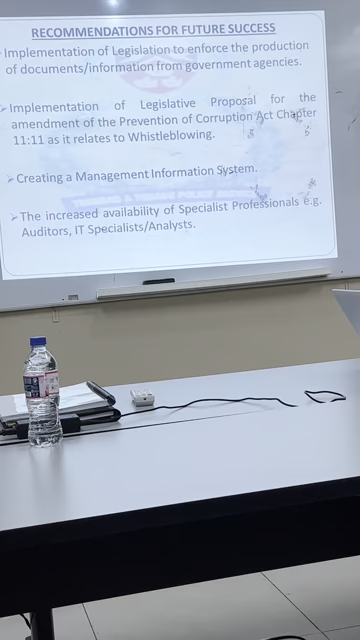 RECOMMENDATIONS FOR FUTURE SUCCESS
Implementation of Legislation to enforce the production
of documents/information from government agencies.
➢Implementation of Legislative Proposal for the
amendment of the Prevention of Corruption Act Chapter
11:11 as it relates to Whistleblowing.
➢Creating a Management Information System.
➢The increased availability of Specialist Professionals e.g.
Auditors, IT Specialists/Analysts.